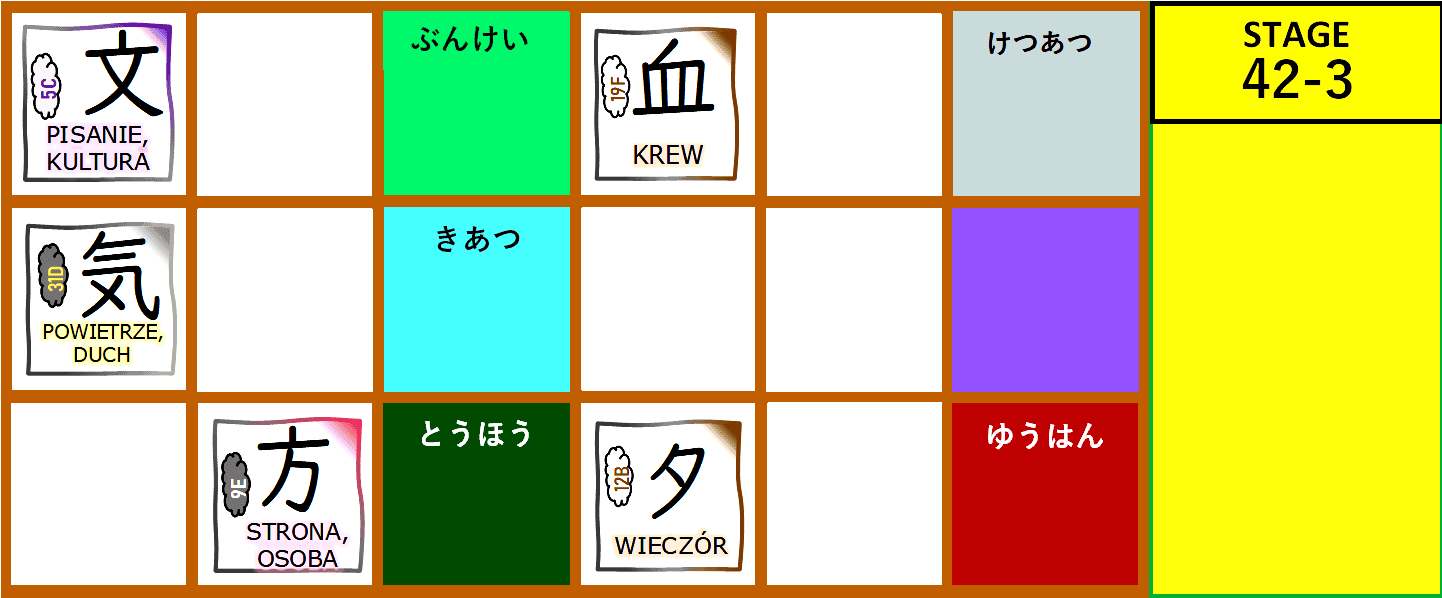 文
5C
PISANIE,
KULTURA
ぶんけい
血
19F
KREW
けつあつ
STAGE
42-3
気
31D
POWIETRZE,
DUCH
きあつ
方
9E
STRONA,
OSOBA
とうほう
夕
12B
WIECZÓR
ゆうはん